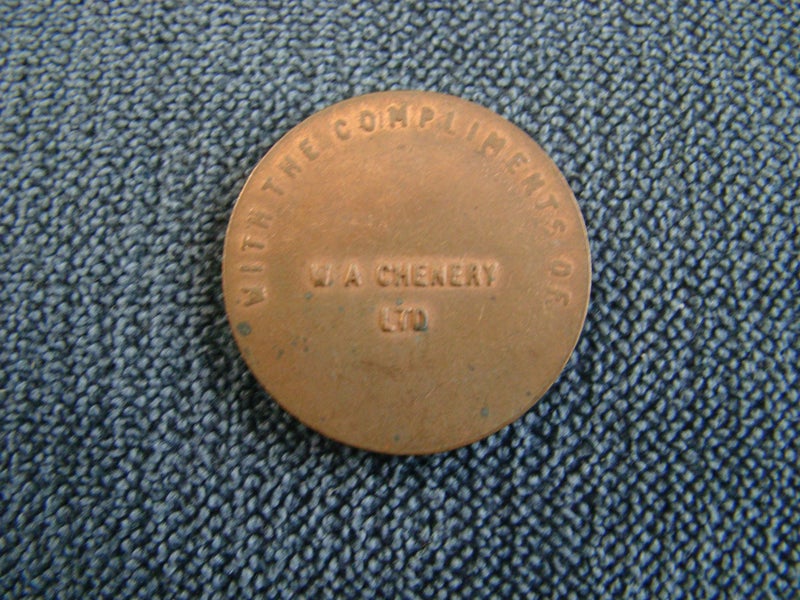 WITH THE COMPLIMENTS OF
W A CHENERY
LTD